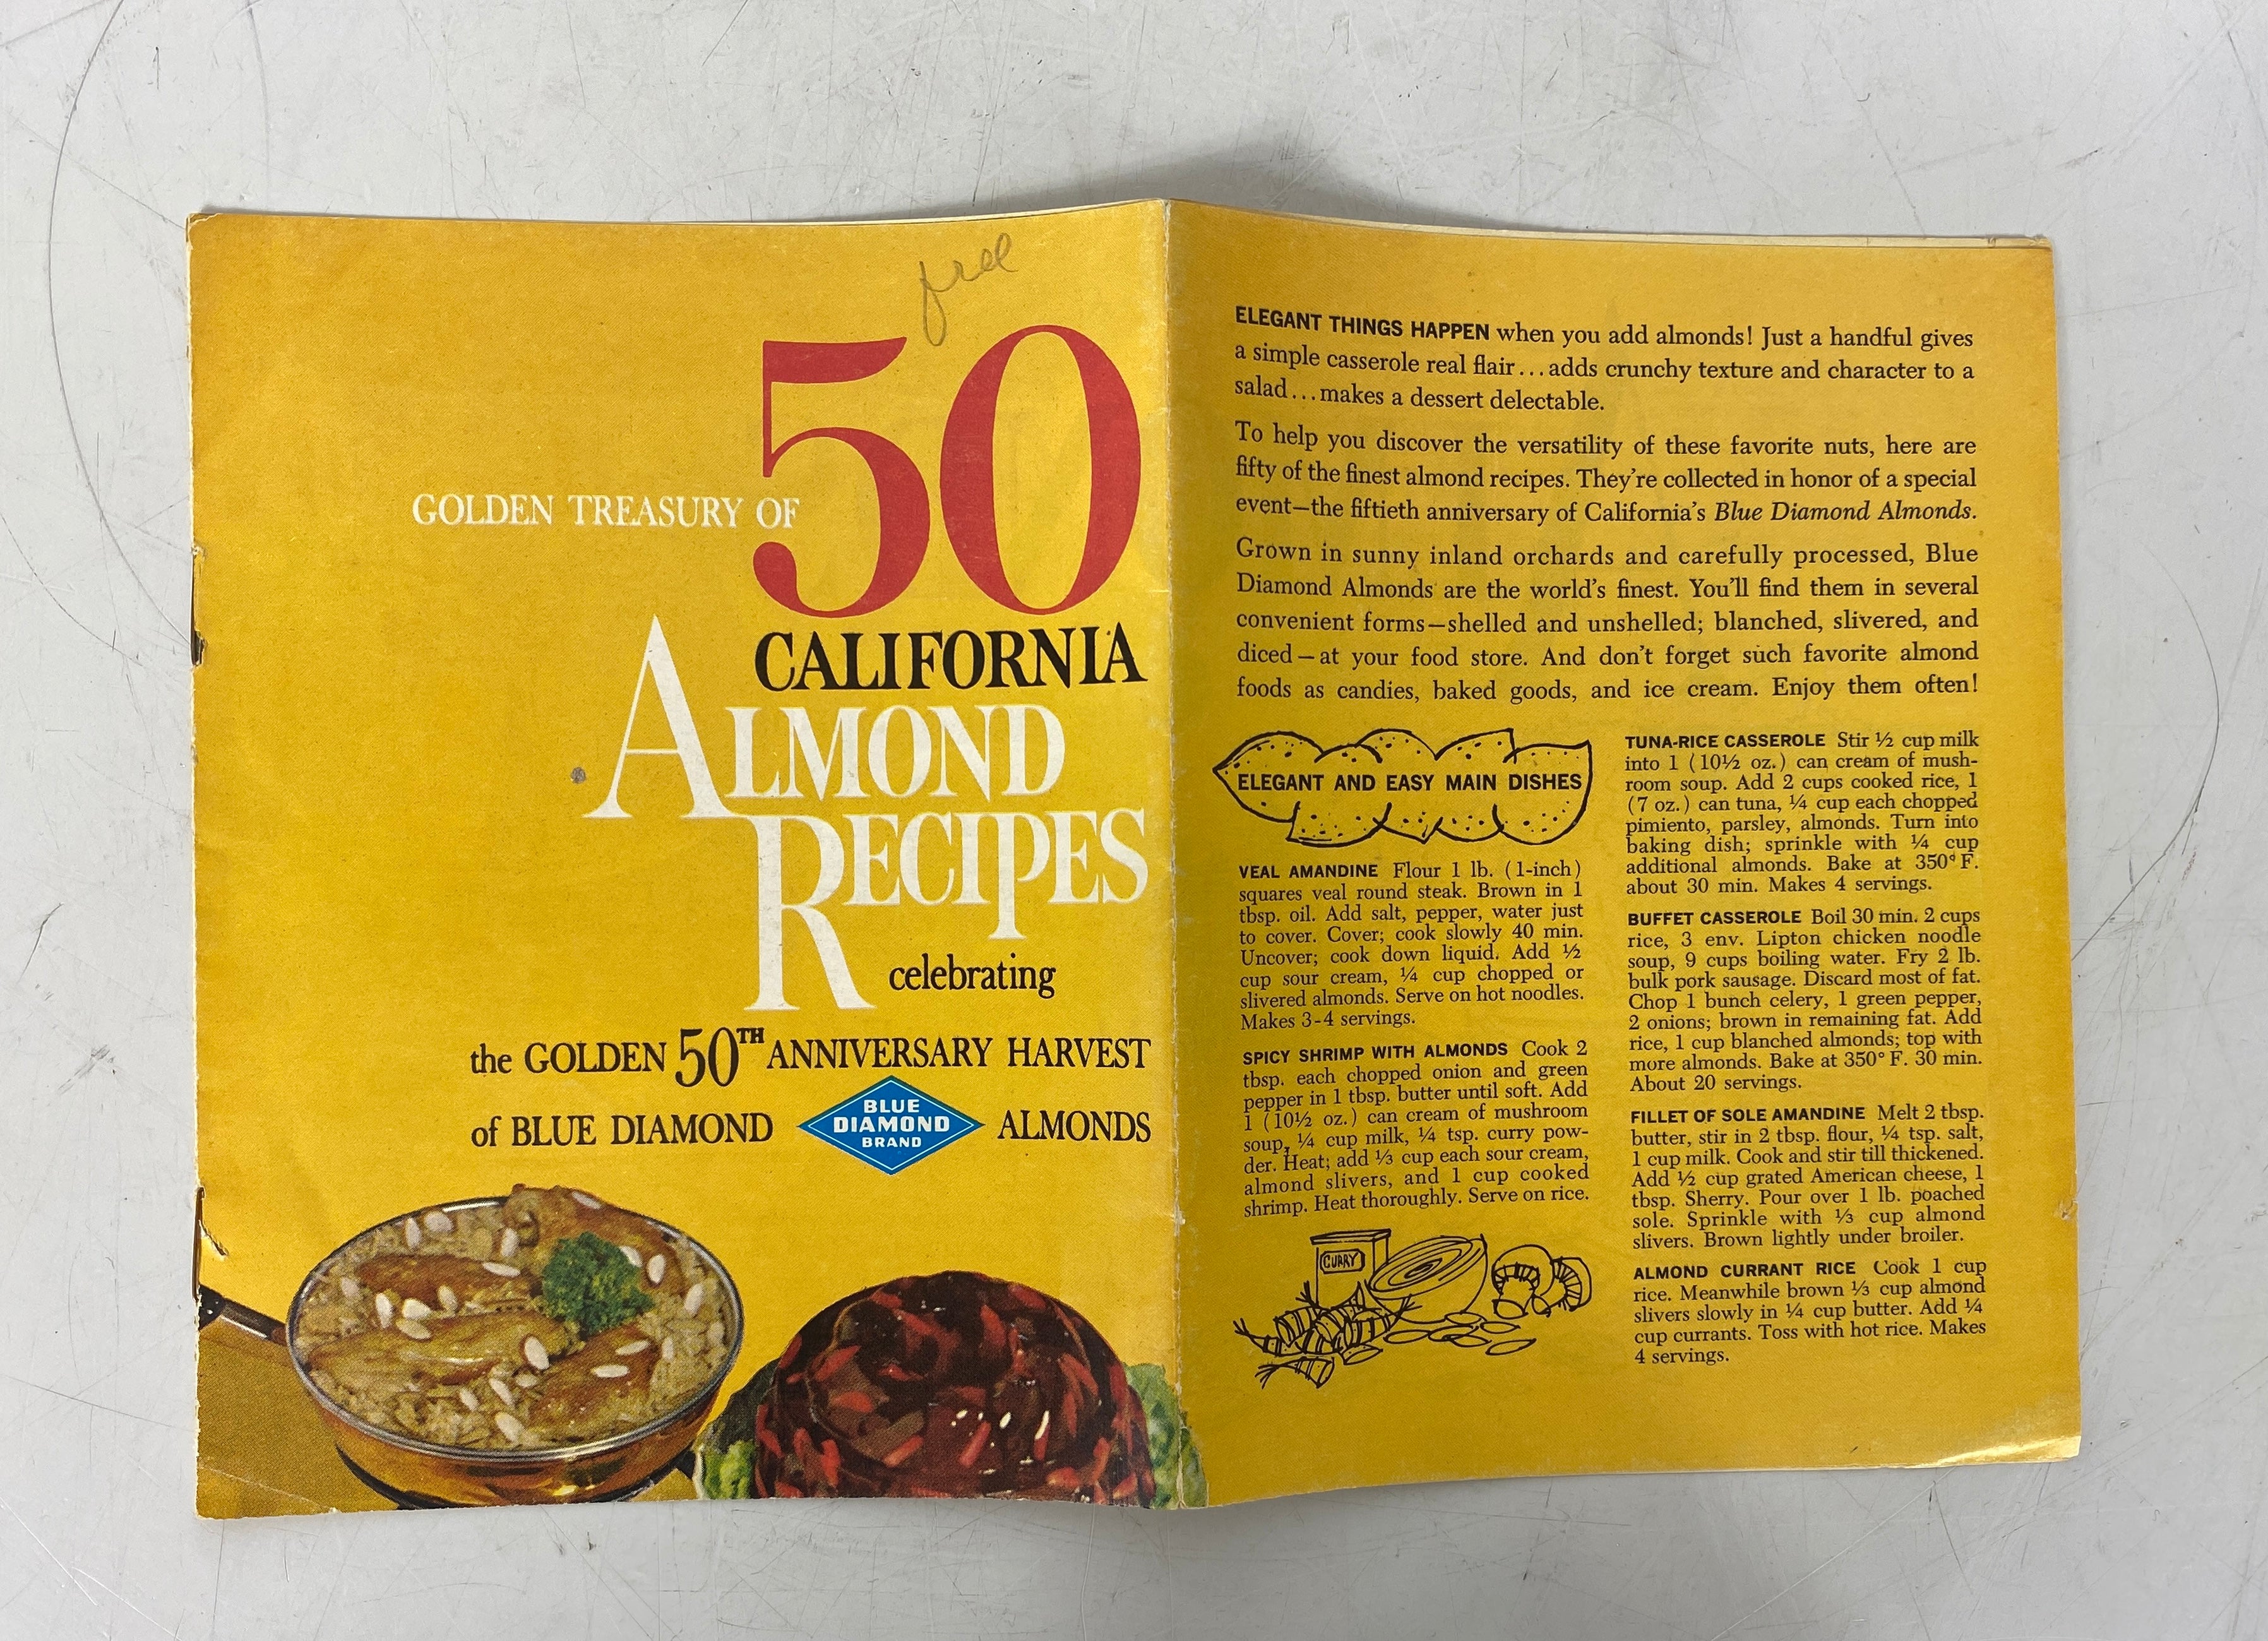 free
GOLDEN TREASURY OF 50
CALIFORNIA
ALMOND
RECIPES
celebrating
the GOLDEN 50TH ANNIVERSARY HARVEST
of BLUE DIAMOND
BLUE
DIAMOND
BRAND
ALMONDS
ELEGANT THINGS HAPPEN when you add almonds! Just a handful gives
a simple casserole real flair...adds crunchy texture and character to a
salad...makes a dessert delectable.
To help you discover the versatility of these favorite nuts, here are
fifty of the finest almond recipes. They're collected in honor of a special
event—the fiftieth anniversary of California's Blue Diamond Almonds.
Grown in sunny inland orchards and carefully processed, Blue
Diamond Almonds are the world's finest. You'll find them in several
convenient forms—shelled and unshelled; blanched, slivered, and
diced—at your food store. And don't forget such favorite almond
foods as candies, baked goods, and ice cream. Enjoy them often!
ELEGANT AND EASY MAIN DISHES
VEAL AMANDINE Flour 1 lb. (1-inch)
squares veal round steak. Brown in 1
tbsp. oil. Add salt, pepper, water just
to cover. Cover; cook slowly 40 min.
Uncover; cook down liquid. Add ½
cup sour cream, ¼ cup chopped or
slivered almonds. Serve on hot noodles.
Makes 3-4 servings.
SPICY SHRIMP WITH ALMONDS Cook 2
tbsp. each chopped onion and green
pepper in 1 tbsp. butter until soft. Add
1 (10½ oz.) can cream of mushroom
soup, ¼ cup milk, ¼ tsp. curry pow-
der. Heat; add ⅓ cup each sour cream,
almond slivers, and 1 cup cooked
shrimp. Heat thoroughly. Serve on rice.
CURRY
TUNA-RICE CASSEROLE Stir ½ cup milk
into 1 (10½ oz.) can cream of mush-
room soup. Add 2 cups cooked rice, 1
(7 oz.) can tuna, ¼ cup each chopped
pimiento, parsley, almonds. Turn into
baking dish; sprinkle with ¼ cup
additional almonds. Bake at 350° F.
about 30 min. Makes 4 servings.
BUFFET CASSEROLE Boil 30 min. 2 cups
rice, 3 env. Lipton chicken noodle
soup, 9 cups boiling water. Fry 2 lb.
bulk pork sausage. Discard most of fat.
Chop 1 bunch celery, 1 green pepper,
2 onions; brown in remaining fat. Add
rice, 1 cup blanched almonds; top with
more almonds. Bake at 350° F. 30 min.
About 20 servings.
FILLET OF SOLE AMANDINE Melt 2 tbsp.
butter, stir in 2 tbsp. flour, ¼ tsp. salt,
1 cup milk. Cook and stir till thickened.
Add ½ cup grated American cheese, 1
tbsp. Sherry. Pour over 1 lb. poached
sole. Sprinkle with ⅓ cup almond
slivers. Brown lightly under broiler.
ALMOND CURRANT RICE Cook 1 cup
rice. Meanwhile brown ⅓ cup almond
slivers slowly in ¼ cup butter. Add ¼
cup currants. Toss with hot rice. Makes
4 servings.